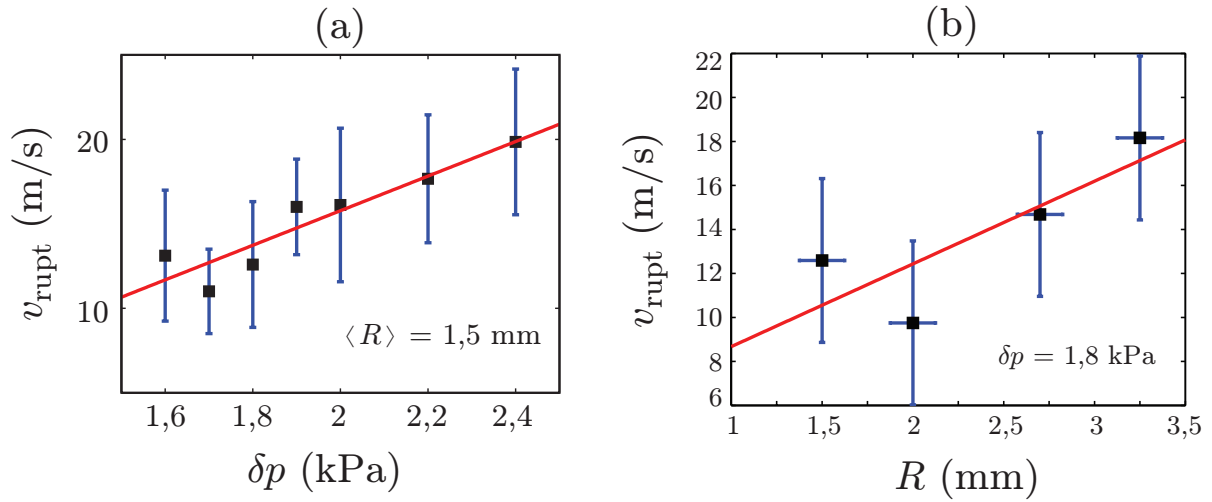 (a)
20
10
v_rupt (m/s)
⟨R⟩ = 1,5 mm
1,6 1,8 2 2,2 2,4
δp (kPa)
(b)
22
20
18
16
14
12
10
8
6
v_rupt (m/s)
δp = 1,8 kPa
1 1,5 2 2,5 3 3,5
R (mm)